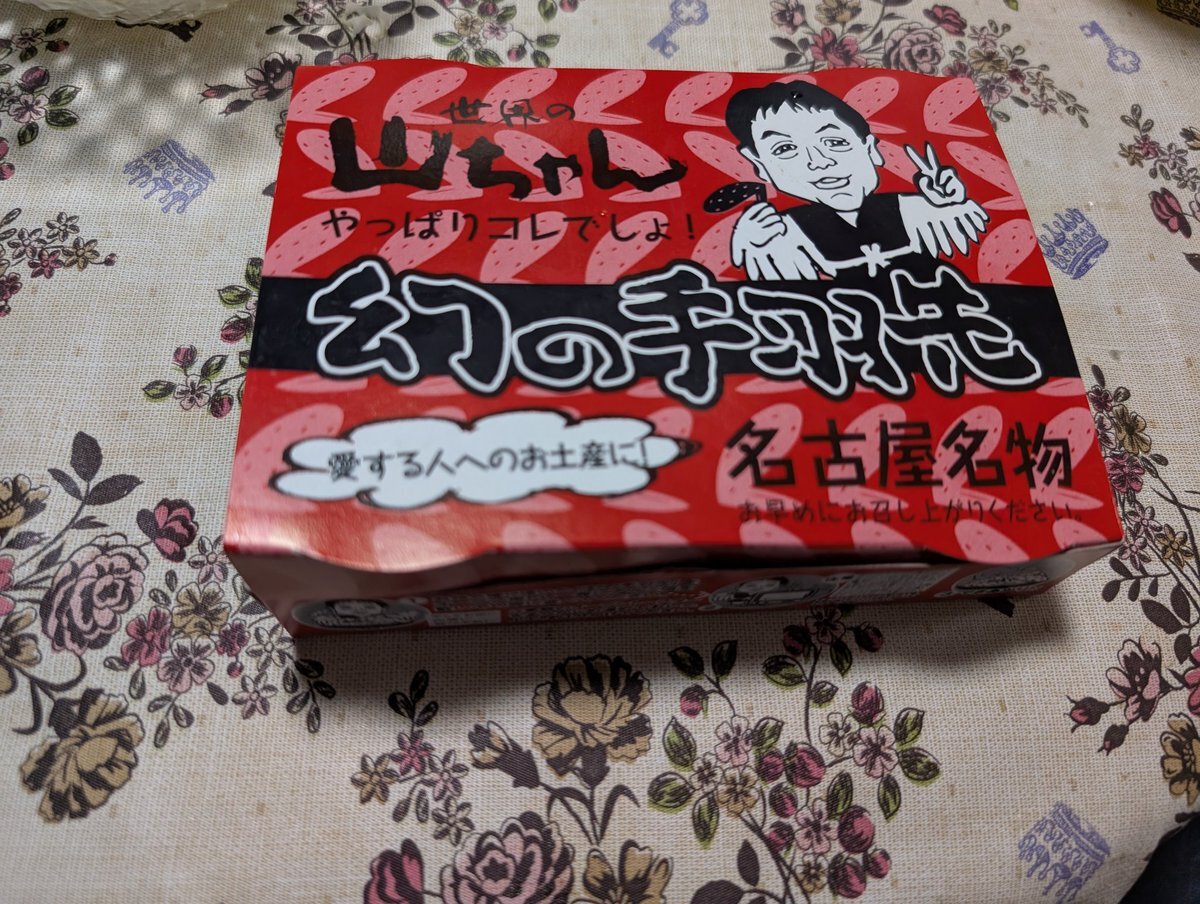 世界の
山ちゃん
やっぱりコレでしょ！
幻の手羽先
愛する人へのお土産に！
名古屋名物
お早めにお召し上がりください。